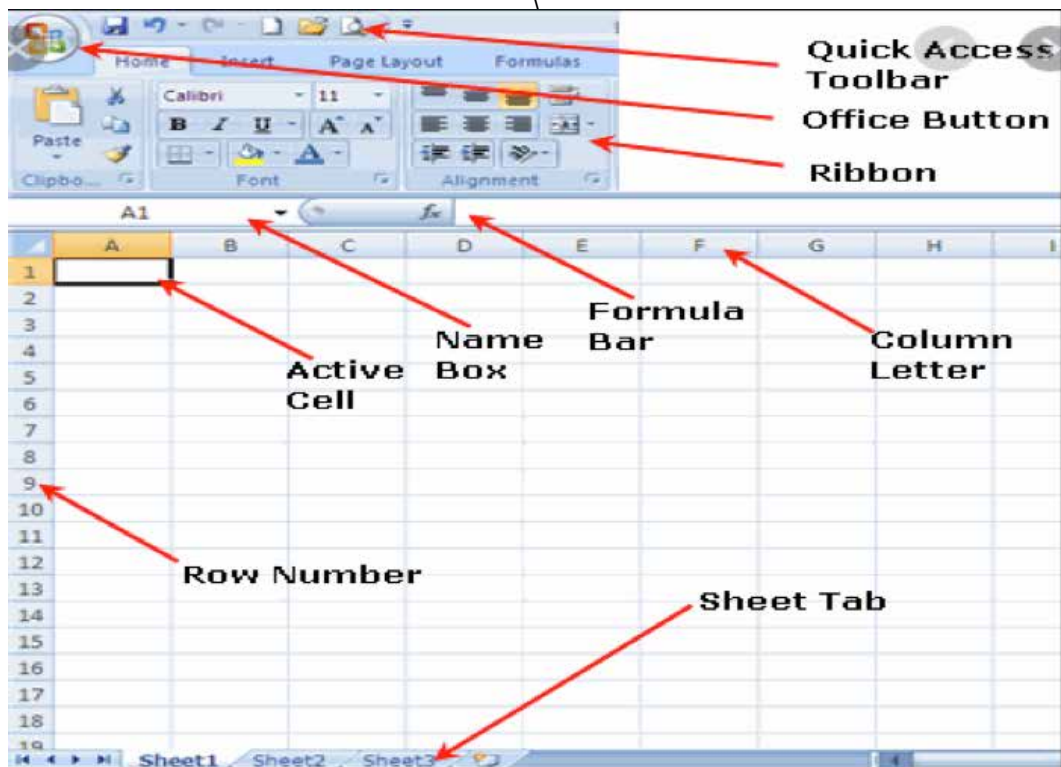 Home Insert Page Layout Formulas
Quick Access
Toolbar
Office Button
Ribbon
Calibri 11
B I U A A
Paste
A
Clipbo... Font Alignment
A1 fx
A B C D E F G H I
1
2
3
4
5
6
7
8
9
10
11
12
13
14
15
16
17
18
19
Formula
Bar
Name
Box
Column
Letter
Active
Cell
Row Number
Sheet Tab
Sheet1 Sheet2 Sheet3